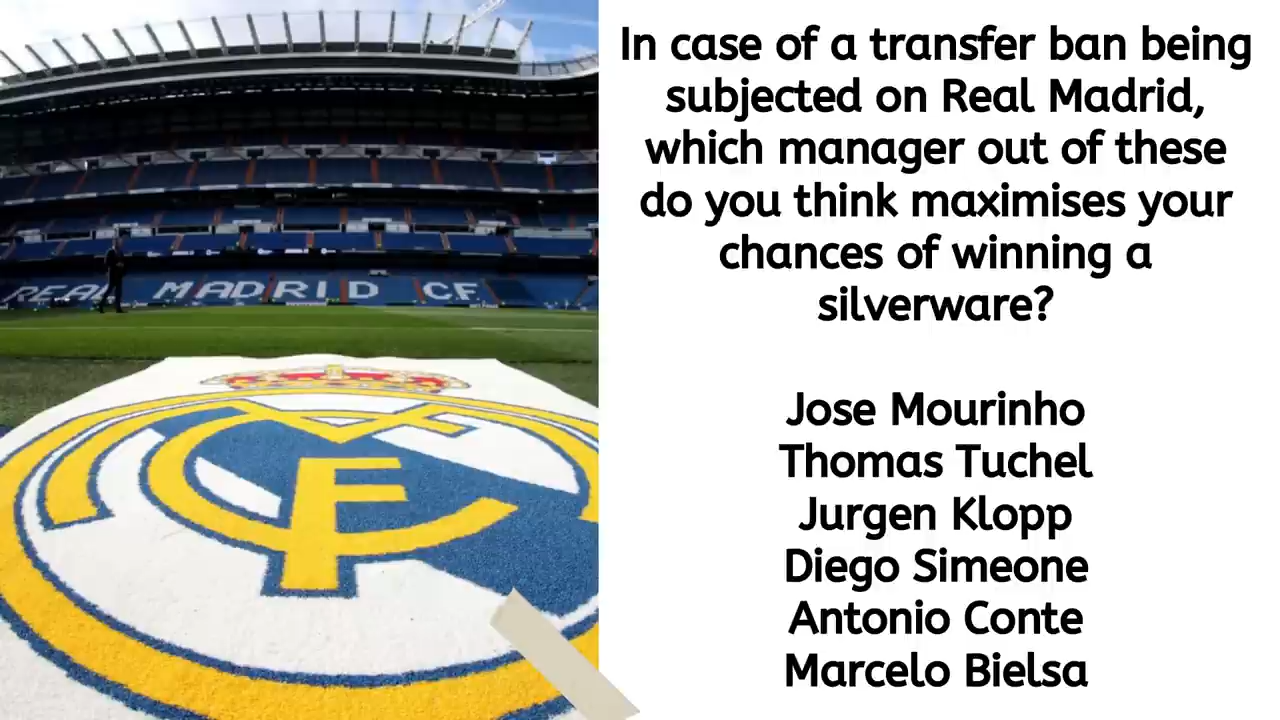 In case of a transfer ban being
subjected on Real Madrid,
which manager out of these
do you think maximises your
chances of winning a
silverware?
Jose Mourinho
Thomas Tuchel
Jurgen Klopp
Diego Simeone
Antonio Conte
Marcelo Bielsa
REAL MADRID CF